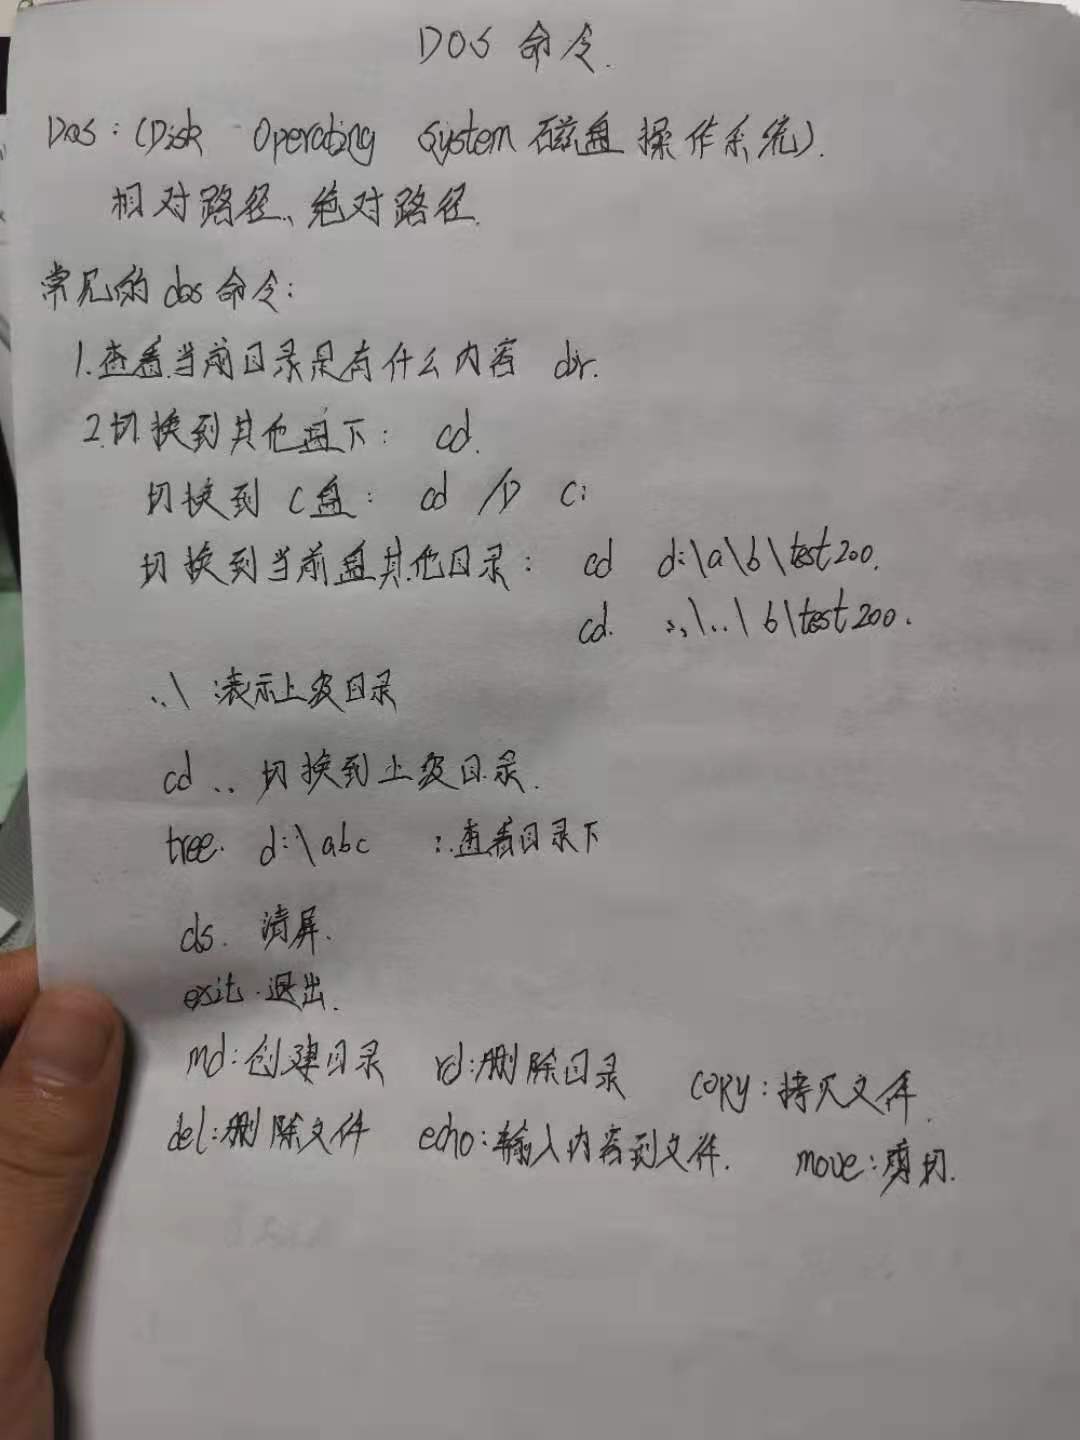 DOS 命令.
Dos：(Disk Operating System 磁盘操作系统).
相对路径、绝对路径.
常见的 dos 命令：
1.查看当前目录是有什么内容 dir.
2.切换到其他盘下： cd.
切换到 C盘： cd /D c:
切换到当前盘其他目录： cd d:\a\b\test200.
cd. ..\..\b\test200.
..\ :表示上级目录
cd .. 切换到上级目录.
tree. d:\abc :查看目录下
cls. 清屏.
exit. 退出.
md:创建目录 rd:删除目录 copy:拷贝文件.
del:删除文件 echo:输入内容到文件. move:剪切.